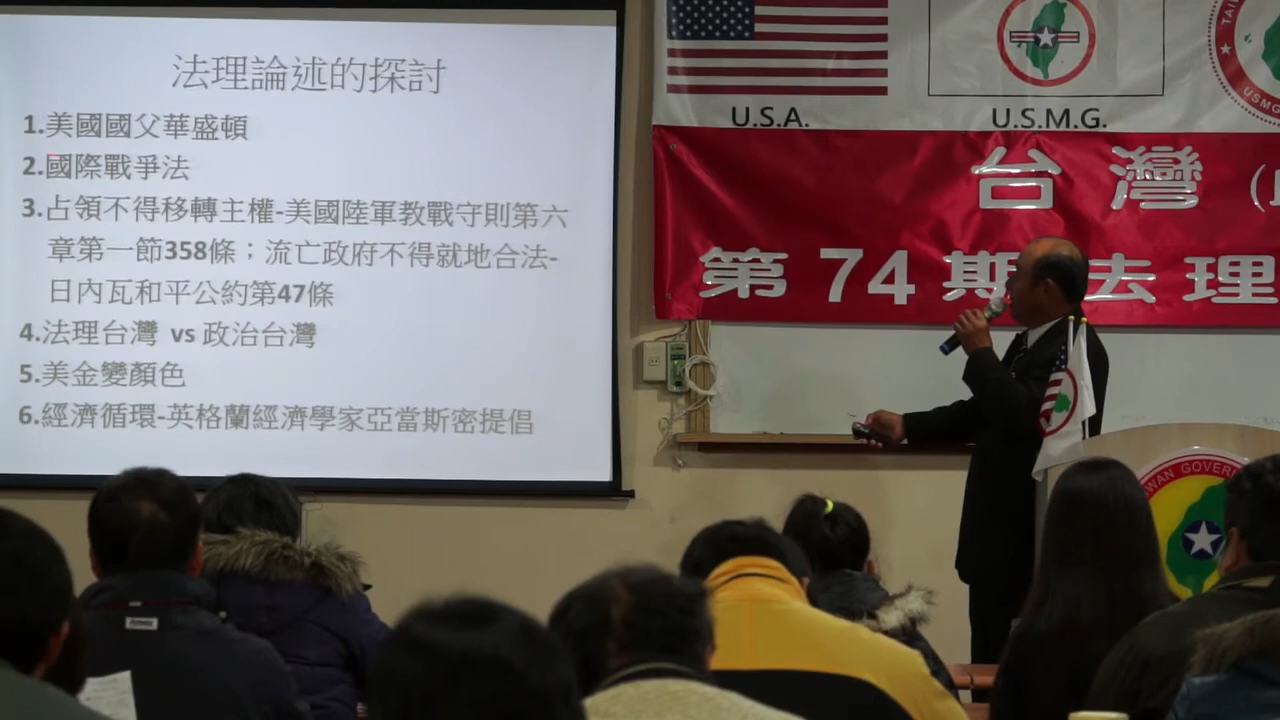 法理論述的探討
1.美國國父華盛頓
2.國際戰爭法
3.占領不得移轉主權-美國陸軍教戰守則第六
章第一節358條；流亡政府不得就地合法-
日內瓦和平公約第47條
4.法理台灣 vs 政治台灣
5.美金變顏色
6.經濟循環-英格蘭經濟學家亞當斯密提倡
U.S.A.
U.S.M.G.
USMG
台灣
第74期法理
WAN GOVER